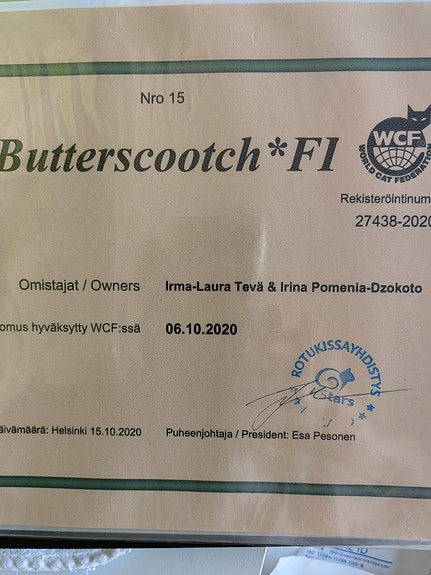 Nro 15
Butterscootch*FI
WCF
WORLD CAT FEDERATION
Rekisteröintinum
27438-2020
Omistajat / Owners Irma-Laura Tevä & Irina Pomenia-Dzokoto
omus hyväksytty WCF:ssä 06.10.2020
ROTUKISSAYHDISTYS
Stars
äivämäärä: Helsinki 15.10.2020 Puheenjohtaja / President: Esa Pesonen